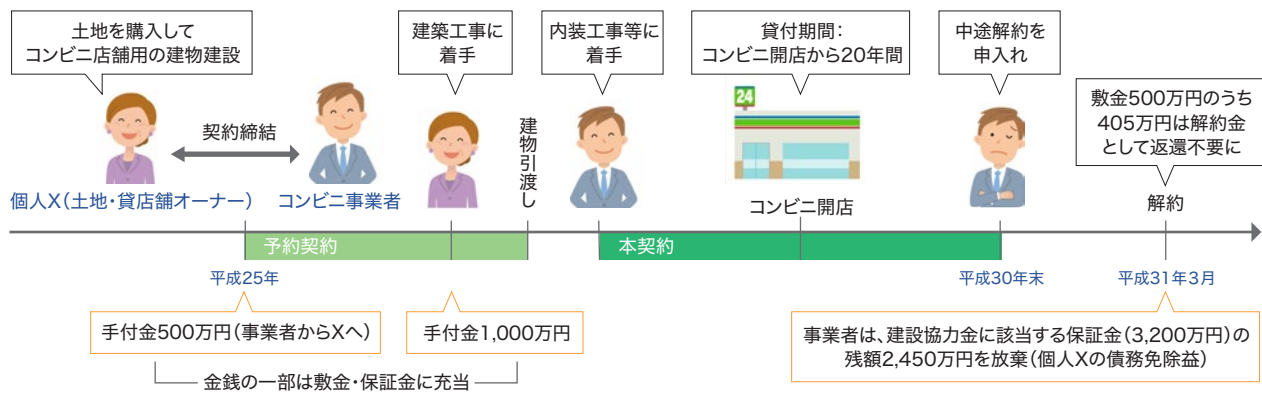 土地を購入して
コンビニ店舗用の建物建設
建築工事に
着手
内装工事等に
着手
貸付期間：
コンビニ開店から20年間
中途解約を
申入れ
敷金500万円のうち
405万円は解約金
として返還不要に
契約締結
建物引渡し
24
個人X（土地・貸店舗オーナー）
コンビニ事業者
コンビニ開店
解約
予約契約
本契約
平成25年
平成30年末
平成31年3月
手付金500万円（事業者からXへ）
手付金1,000万円
事業者は、建設協力金に該当する保証金（3,200万円）の
残額2,450万円を放棄（個人Xの債務免除益）
金銭の一部は敷金・保証金に充当